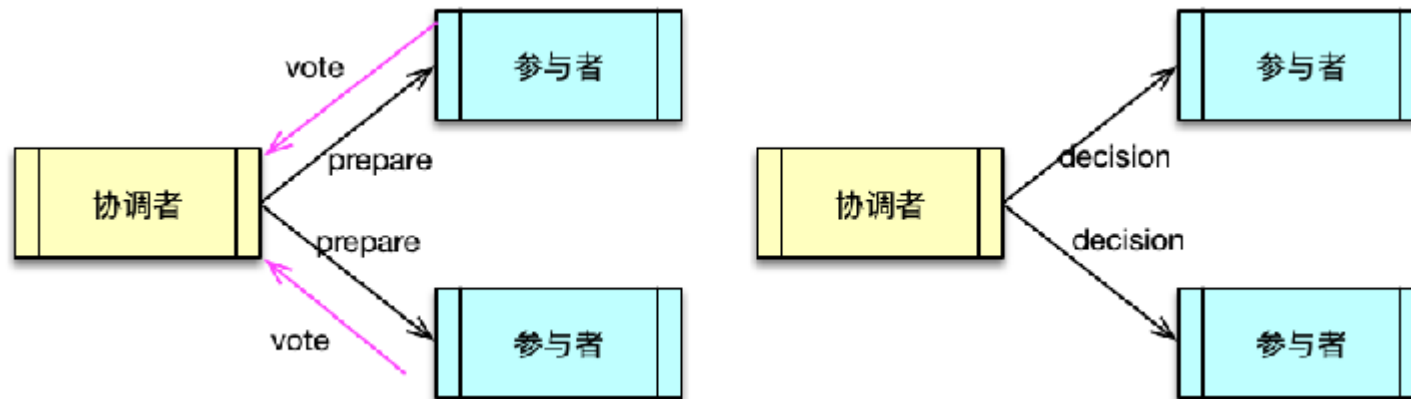 参与者
vote
prepare
协调者
prepare
vote
参与者
参与者
decision
协调者
decision
参与者